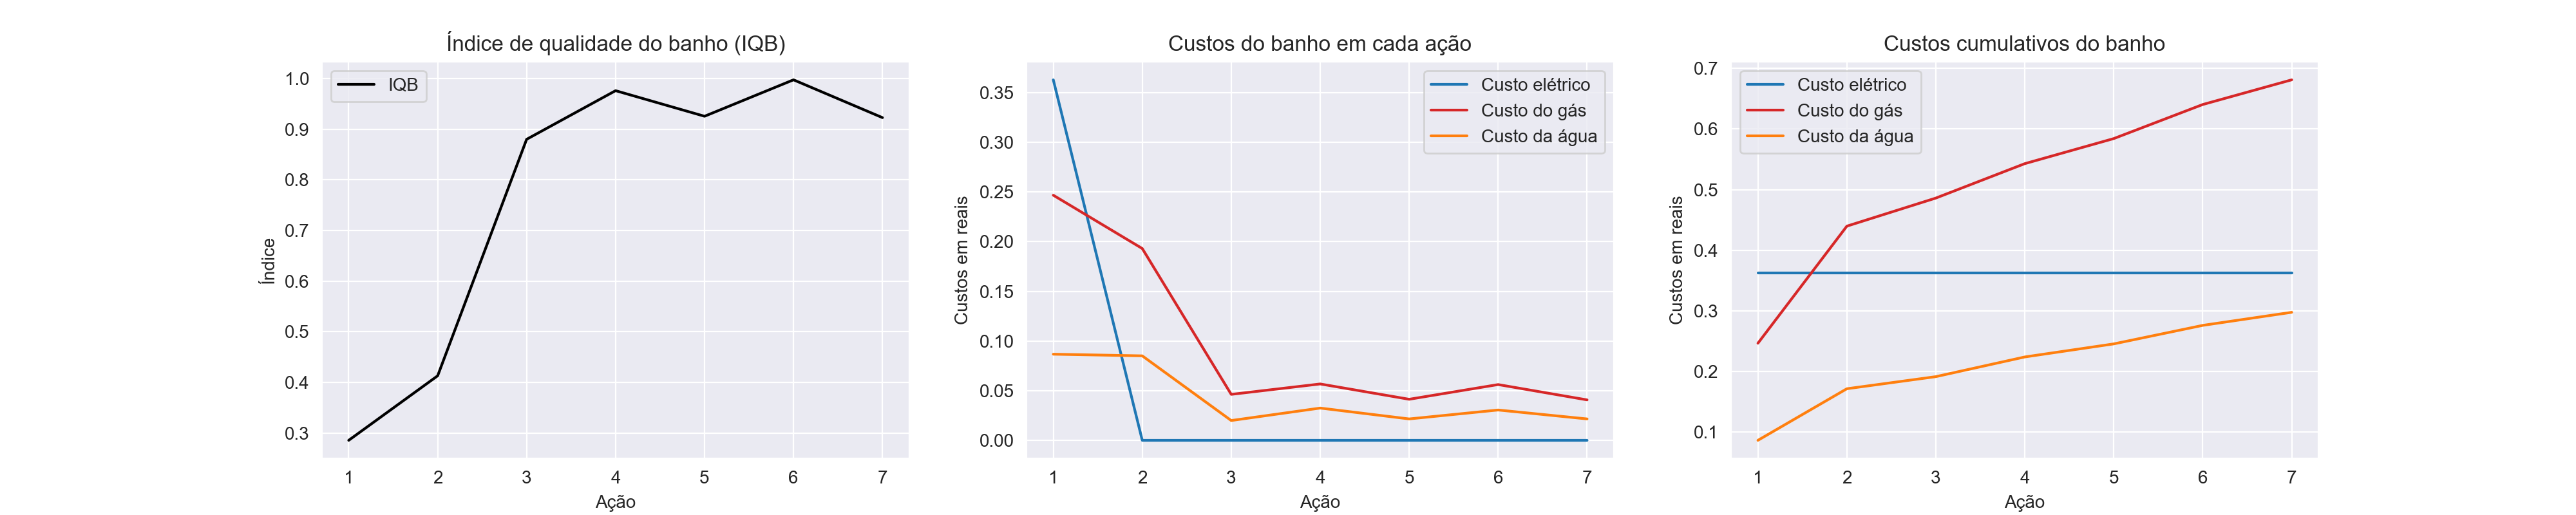 Índice de qualidade do banho (IQB)
IQB
1.0
0.9
0.8
0.7
0.6
0.5
0.4
0.3
Índice
1 2 3 4 5 6 7
Ação
Custos do banho em cada ação
Custo elétrico
Custo do gás
Custo da água
0.35
0.30
0.25
0.20
0.15
0.10
0.05
0.00
Custos em reais
1 2 3 4 5 6 7
Ação
Custos cumulativos do banho
Custo elétrico
Custo do gás
Custo da água
0.7
0.6
0.5
0.4
0.3
0.2
0.1
Custos em reais
1 2 3 4 5 6 7
Ação